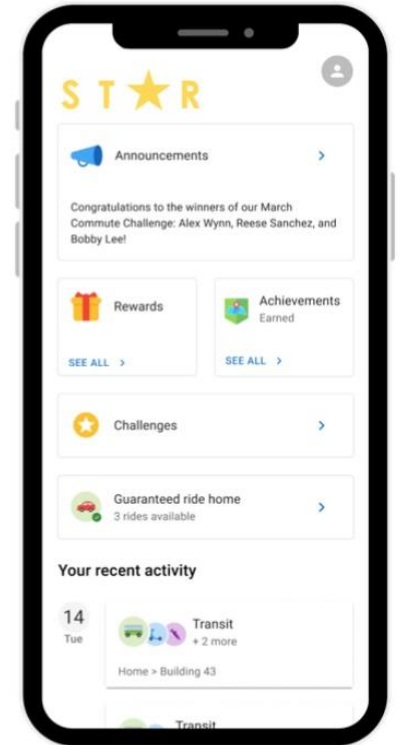 STAR
Announcements
Congratulations to the winners of our March
Commute Challenge: Alex Wynn, Reese Sanchez, and
Bobby Lee!
Rewards
SEE ALL >
Achievements
Earned
SEE ALL >
Challenges
Guaranteed ride home
3 rides available
Your recent activity
14
Tue
Transit
+ 2 more
Home > Building 43
Transit